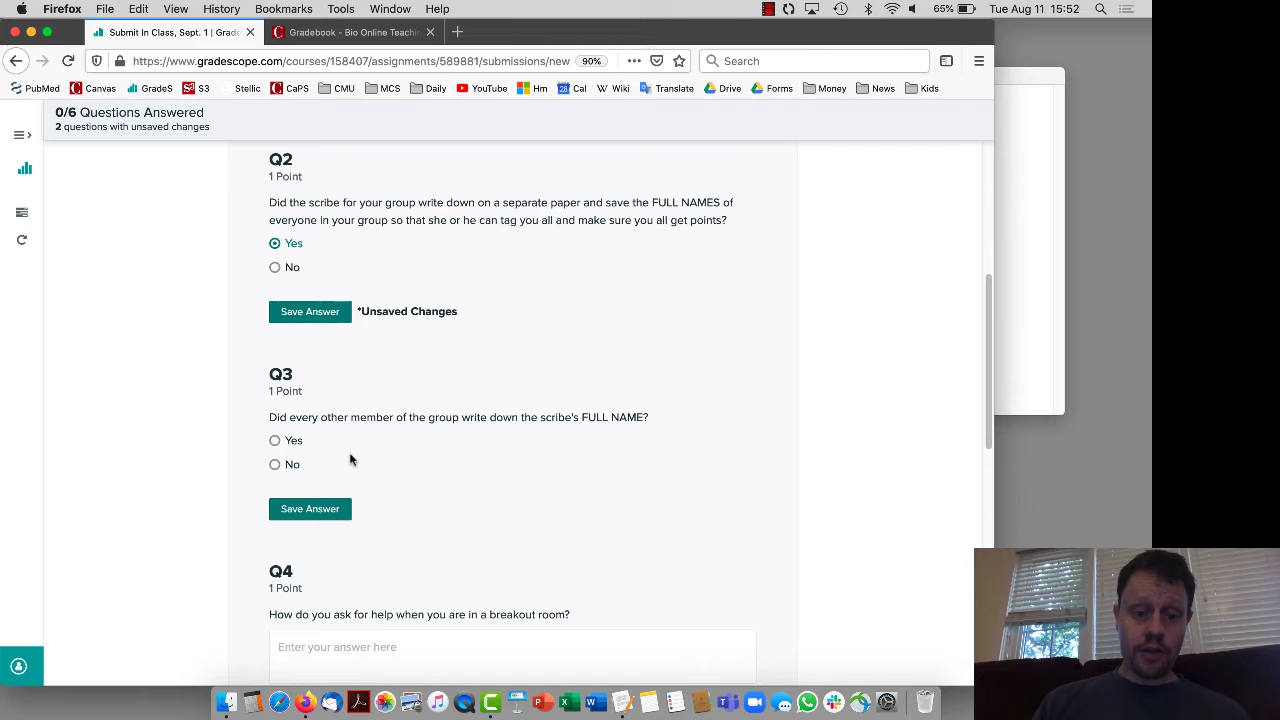 Firefox File Edit View History Bookmarks Tools Window Help 65% Tue Aug 11 15:52
Submit In Class, Sept. 1 | Grade Gradebook - Bio Online Teachin
https://www.gradescope.com/courses/158407/assignments/589881/submissions/new 90% Search
PubMed Canvas GradeS S3 Stellic CaPS CMU MCS Daily YouTube Hm Cal Wiki Translate Drive Forms Money News Kids
0/6 Questions Answered
2 questions with unsaved changes
Q2
1 Point
Did the scribe for your group write down on a separate paper and save the FULL NAMES of
everyone in your group so that she or he can tag you all and make sure you all get points?
Yes
No
Save Answer *Unsaved Changes
Q3
1 Point
Did every other member of the group write down the scribe's FULL NAME?
Yes
No
Save Answer
Q4
1 Point
How do you ask for help when you are in a breakout room?
Enter your answer here